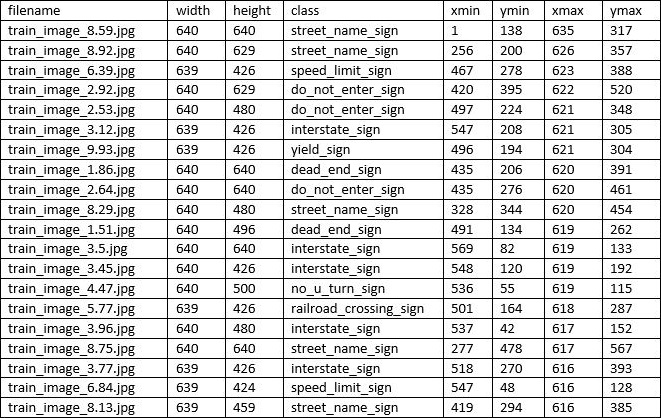 filename width height class xmin ymin xmax ymax
train_image_8.59.jpg 640 640 street_name_sign 1 138 635 317
train_image_8.92.jpg 640 629 street_name_sign 256 200 626 357
train_image_6.39.jpg 639 426 speed_limit_sign 467 278 623 388
train_image_2.92.jpg 640 629 do_not_enter_sign 420 395 622 520
train_image_2.53.jpg 640 480 do_not_enter_sign 497 224 621 348
train_image_3.12.jpg 639 426 interstate_sign 547 208 621 305
train_image_9.93.jpg 639 426 yield_sign 496 194 621 304
train_image_1.86.jpg 640 640 dead_end_sign 435 206 620 391
train_image_2.64.jpg 640 640 do_not_enter_sign 435 276 620 461
train_image_8.29.jpg 640 480 street_name_sign 328 344 620 454
train_image_1.51.jpg 640 496 dead_end_sign 491 134 619 262
train_image_3.5.jpg 640 640 interstate_sign 569 82 619 133
train_image_3.45.jpg 640 426 interstate_sign 548 120 619 192
train_image_4.47.jpg 640 500 no_u_turn_sign 536 55 619 115
train_image_5.77.jpg 639 426 railroad_crossing_sign 501 164 618 287
train_image_3.96.jpg 640 480 interstate_sign 537 42 617 152
train_image_8.75.jpg 640 640 street_name_sign 277 478 617 567
train_image_3.77.jpg 639 426 interstate_sign 518 270 616 393
train_image_6.84.jpg 639 424 speed_limit_sign 547 48 616 128
train_image_8.13.jpg 639 459 street_name_sign 419 294 616 385